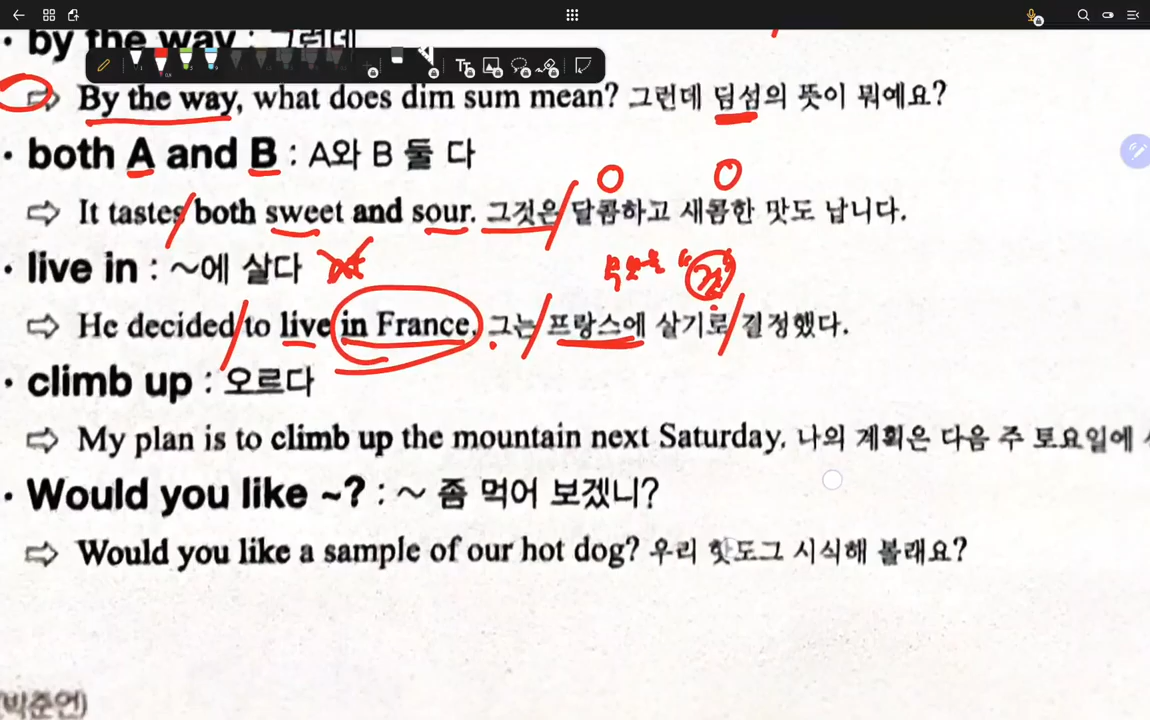 · by the way : 그런데
⇨ By the way, what does dim sum mean? 그런데 딤섬의 뜻이 뭐예요?
· both A and B : A와 B 둘 다
⇨ It tastes both sweet and sour. 그것은 달콤하고 새콤한 맛도 납니다.
· live in : ~에 살다
⇨ He decided to live in France. 그는 프랑스에 살기로 결정했다.
· climb up : 오르다
⇨ My plan is to climb up the mountain next Saturday. 나의 계획은 다음 주 토요일에
· Would you like ~? : ~ 좀 먹어 보겠니?
⇨ Would you like a sample of our hot dog? 우리 핫도그 시식해 볼래요?
(박준언)